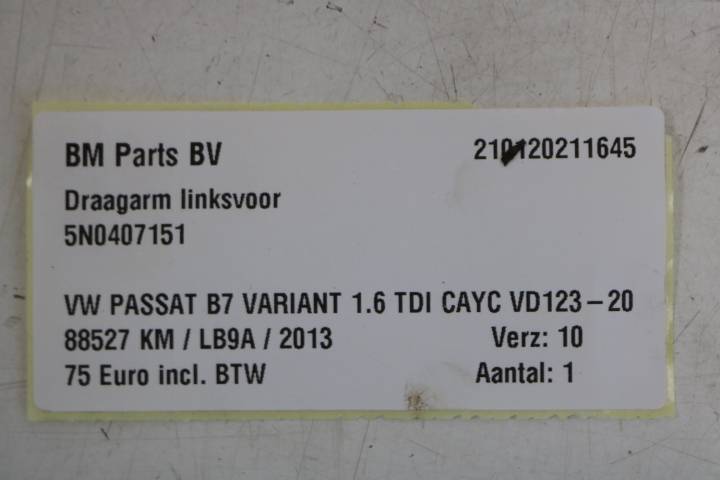 BM Parts BV 210120211645
Draagarm linksvoor
5N0407151
VW PASSAT B7 VARIANT 1.6 TDI CAYC VD123-20
88527 KM / LB9A / 2013 Verz: 10
75 Euro incl. BTW Aantal: 1